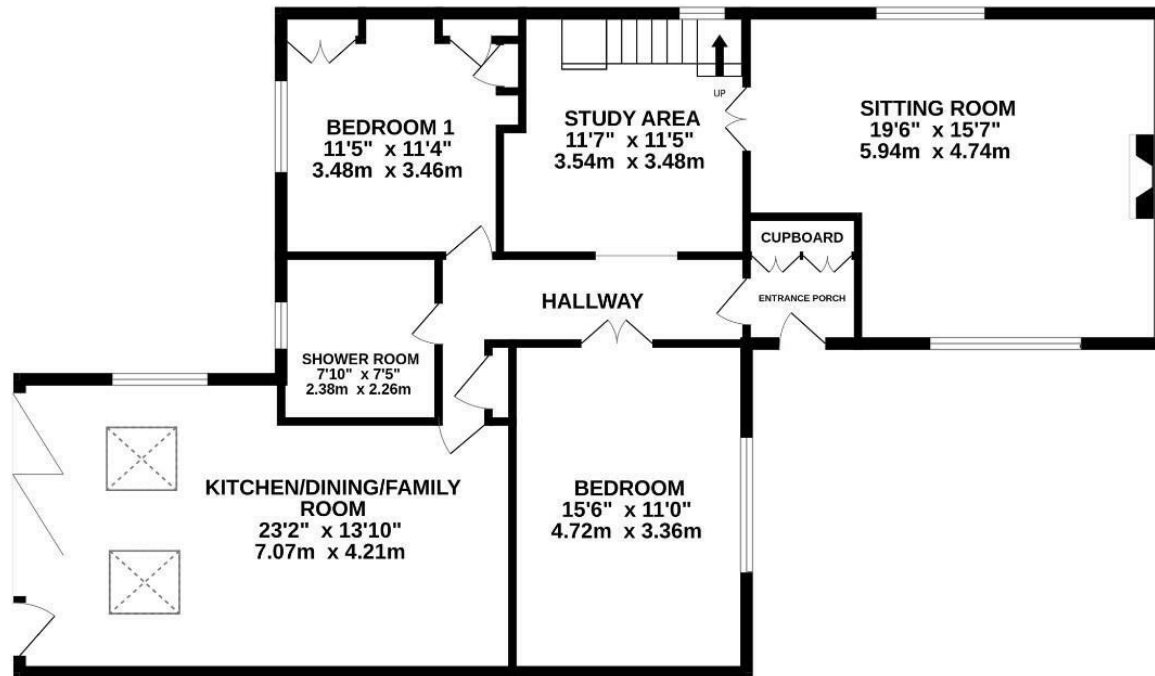 BEDROOM 1
11'5" x 11'4"
3.48m x 3.46m
STUDY AREA
11'7" x 11'5"
3.54m x 3.48m
UP
SITTING ROOM
19'6" x 15'7"
5.94m x 4.74m
CUPBOARD
ENTRANCE PORCH
HALLWAY
SHOWER ROOM
7'10" x 7'5"
2.38m x 2.26m
KITCHEN/DINING/FAMILY
ROOM
23'2" x 13'10"
7.07m x 4.21m
BEDROOM
15'6" x 11'0"
4.72m x 3.36m